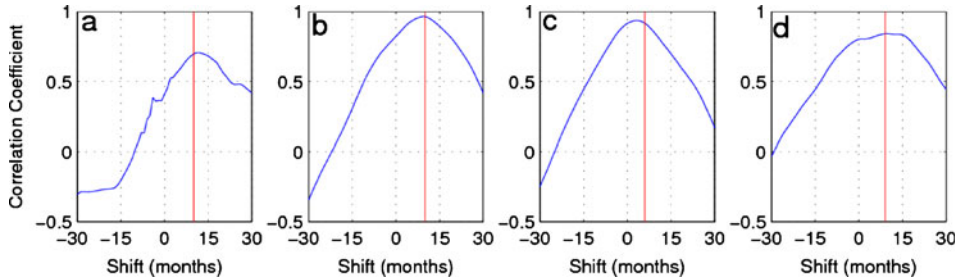 a b c d
Correlation Coefficient
1 1 1 1
0.5 0.5 0.5 0.5
0 0 0 0
−0.5 −0.5 −0.5 −0.5
−30 −15 0 15 30 −30 −15 0 15 30 −30 −15 0 15 30 −30 −15 0 15 30
Shift (months) Shift (months) Shift (months) Shift (months)